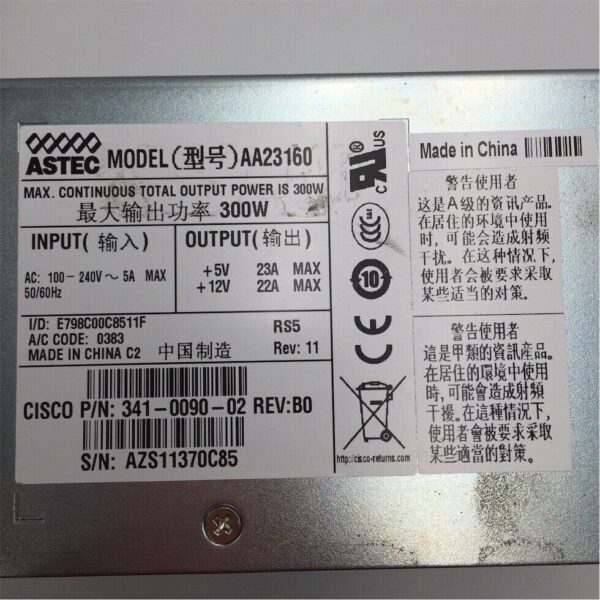 ASTEC MODEL(型号)AA23160
MAX. CONTINUOUS TOTAL OUTPUT POWER IS 300W
最大输出功率 300W
INPUT(输入)
AC: 100-240V ~ 5A MAX
50/60Hz
OUTPUT(输出)
+5V 23A MAX
+12V 22A MAX
I/D: E798C00C8511F
A/C CODE: 0383
MADE IN CHINA C2 中国制造
RS5
Rev: 11
CISCO P/N: 341-0090-02 REV:B0
S/N: AZS11370C85
C US
10
CE
http://cisco-returns.com
Made in China
警告使用者
这是A级的资讯产品.
在居住的环境中使用
时, 可能会造成射频
干扰。在这种情况下,
使用者会被要求采取
某些适当的对策.
警告使用者
這是甲類的資訊産品.
在居住的環境中使用
時, 可能會造成射頻
干擾。在這種情况下,
使用者會被要求采取
某些適當的對策.